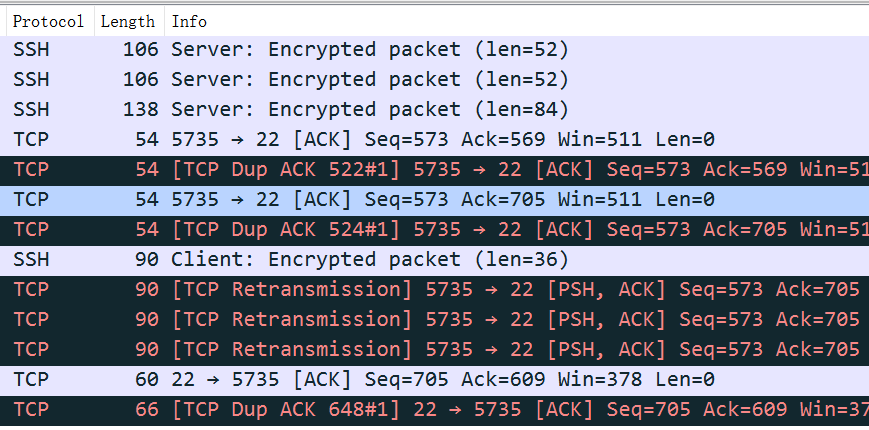 Protocol Length Info
SSH 106 Server: Encrypted packet (len=52)
SSH 106 Server: Encrypted packet (len=52)
SSH 138 Server: Encrypted packet (len=84)
TCP 54 5735 → 22 [ACK] Seq=573 Ack=569 Win=511 Len=0
TCP 54 [TCP Dup ACK 522#1] 5735 → 22 [ACK] Seq=573 Ack=569 Win=51
TCP 54 5735 → 22 [ACK] Seq=573 Ack=705 Win=511 Len=0
TCP 54 [TCP Dup ACK 524#1] 5735 → 22 [ACK] Seq=573 Ack=705 Win=51
SSH 90 Client: Encrypted packet (len=36)
TCP 90 [TCP Retransmission] 5735 → 22 [PSH, ACK] Seq=573 Ack=705
TCP 90 [TCP Retransmission] 5735 → 22 [PSH, ACK] Seq=573 Ack=705
TCP 90 [TCP Retransmission] 5735 → 22 [PSH, ACK] Seq=573 Ack=705
TCP 60 22 → 5735 [ACK] Seq=705 Ack=609 Win=378 Len=0
TCP 66 [TCP Dup ACK 648#1] 22 → 5735 [ACK] Seq=705 Ack=609 Win=37